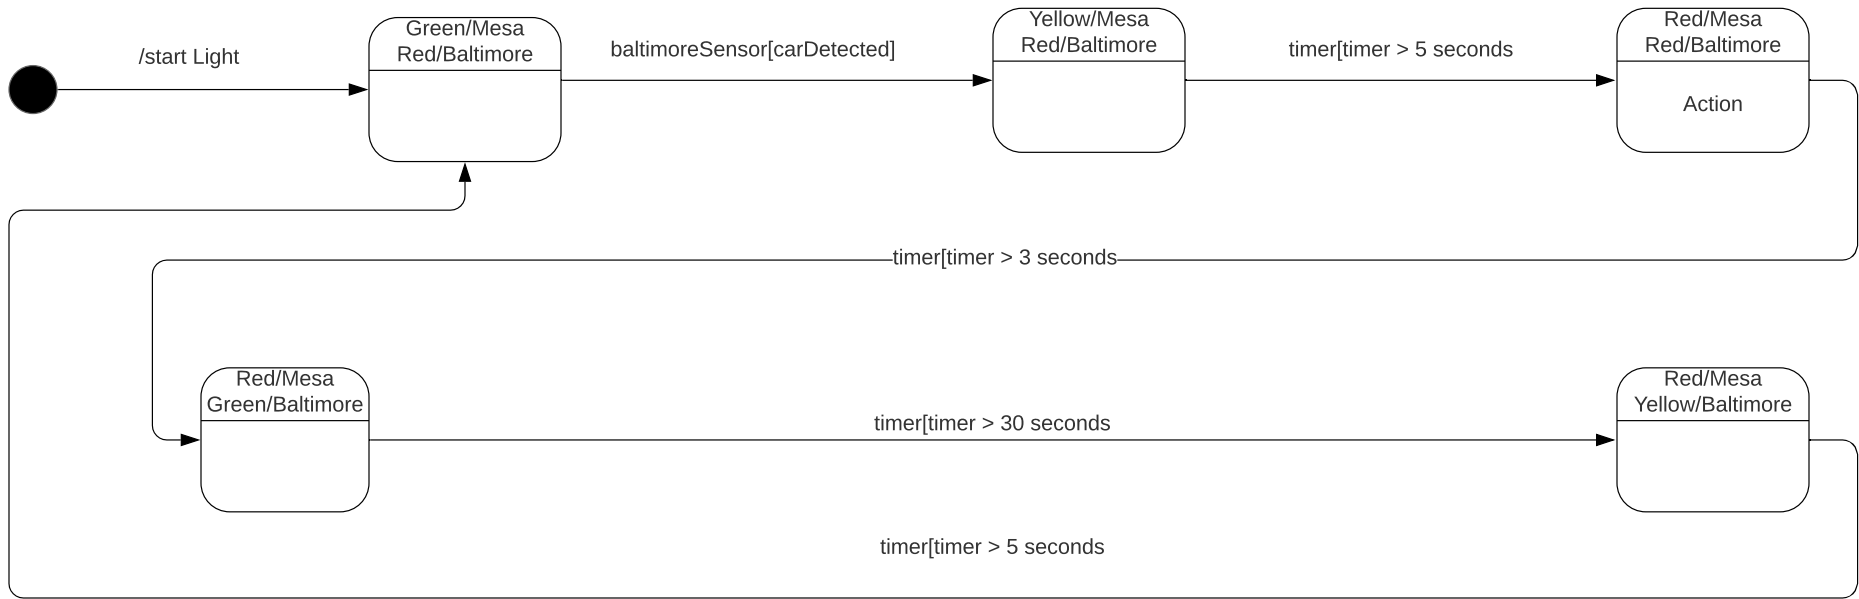 /start Light
Green/Mesa
Red/Baltimore
baltimoreSensor[carDetected]
Yellow/Mesa
Red/Baltimore
timer[timer > 5 seconds
Red/Mesa
Red/Baltimore
Action
timer[timer > 3 seconds
Red/Mesa
Green/Baltimore
timer[timer > 30 seconds
Red/Mesa
Yellow/Baltimore
timer[timer > 5 seconds